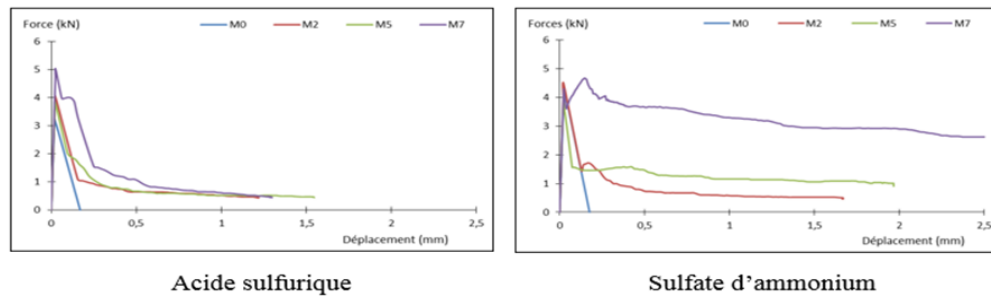 Force (kN) M0 M2 M5 M7
6
5
4
3
2
1
0
0 0,5 1 1,5 2 2,5
Déplacement (mm)
Forces (kN) M0 M2 M5 M7
6
5
4
3
2
1
0
0 0,5 1 1,5 2 2,5
Déplacement (mm)
Acide sulfurique
Sulfate d’ammonium